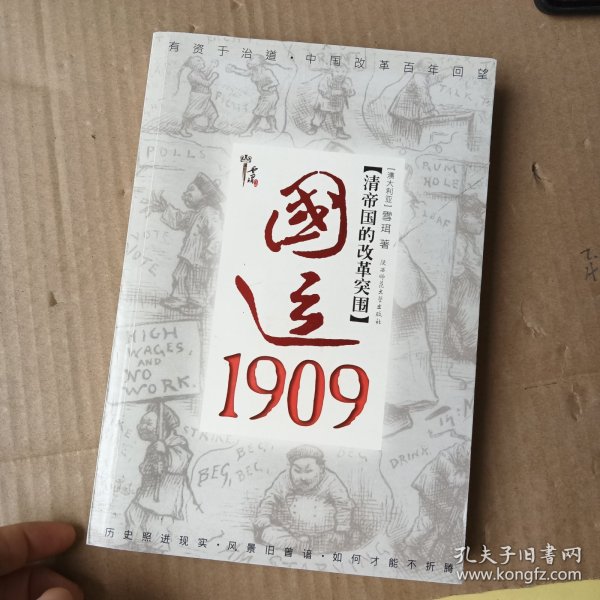 有资于治道·中国改革百年回望
國运
1909
【清帝国的改革突围】
[澳大利亚]雪珥 著
陕西师范大学出版社
POLLS
RUM
HOLE
VOTE
HIGH
WAGES,
AND
NO
WORK.
STRIKE
BEG,
BEG,
BEG,
BEG,
DRINK
历史照进现实·风景旧曾谙·如何才能不折腾
孔夫子旧书网
www.kongfz.com